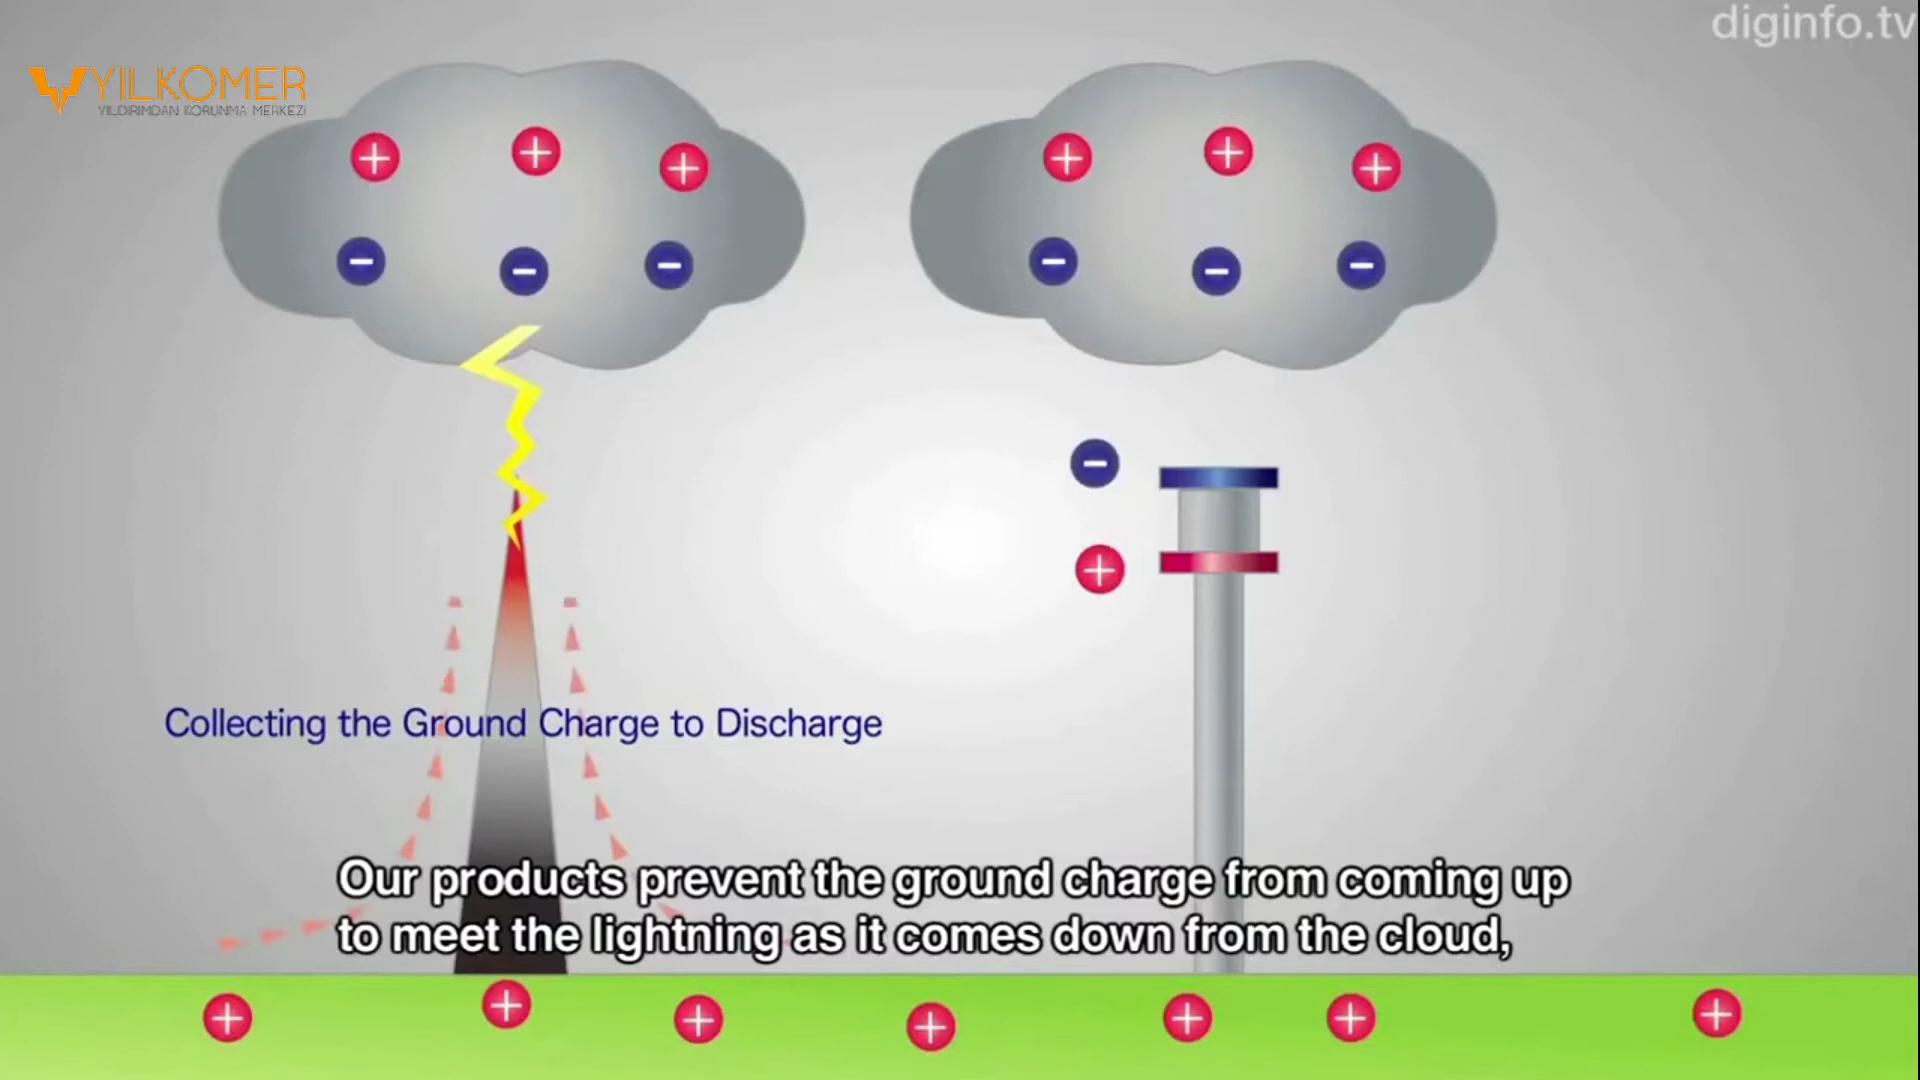 diginfo.tv
YILKOMER
YILDIRIMDAN KORUNMA MERKEZİ
Collecting the Ground Charge to Discharge
Our products prevent the ground charge from coming up
to meet the lightning as it comes down from the cloud,